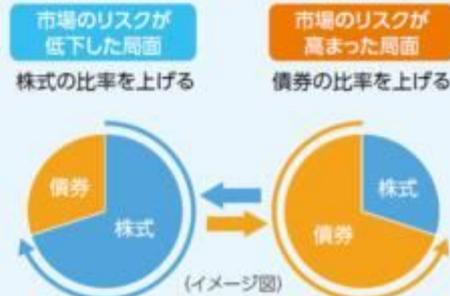 市場のリスクが
低下した局面
株式の比率を上げる
債券
株式
市場のリスクが
高まった局面
債券の比率を上げる
株式
債券
(イメージ図)